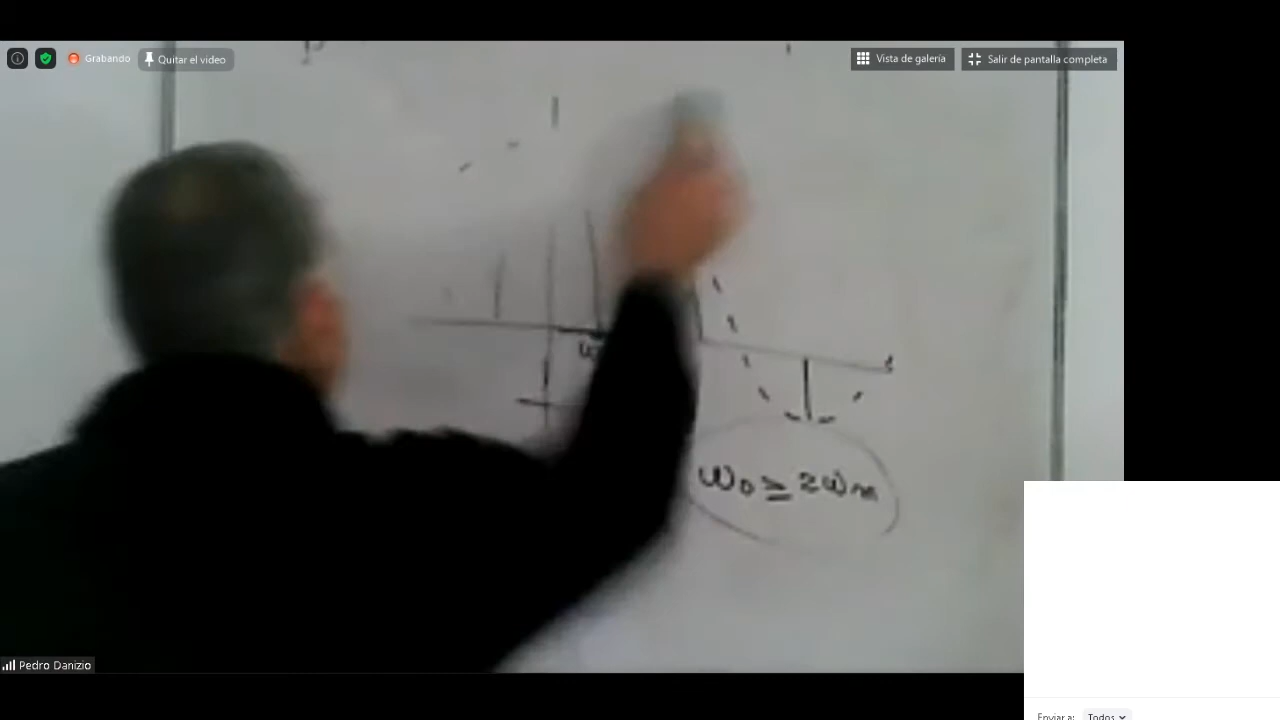 Grabando
Quitar el video
Vista de galería
Salir de pantalla completa
ω
ω₀ ≥ 2ωm
Pedro Danizio
Enviar a: Todos